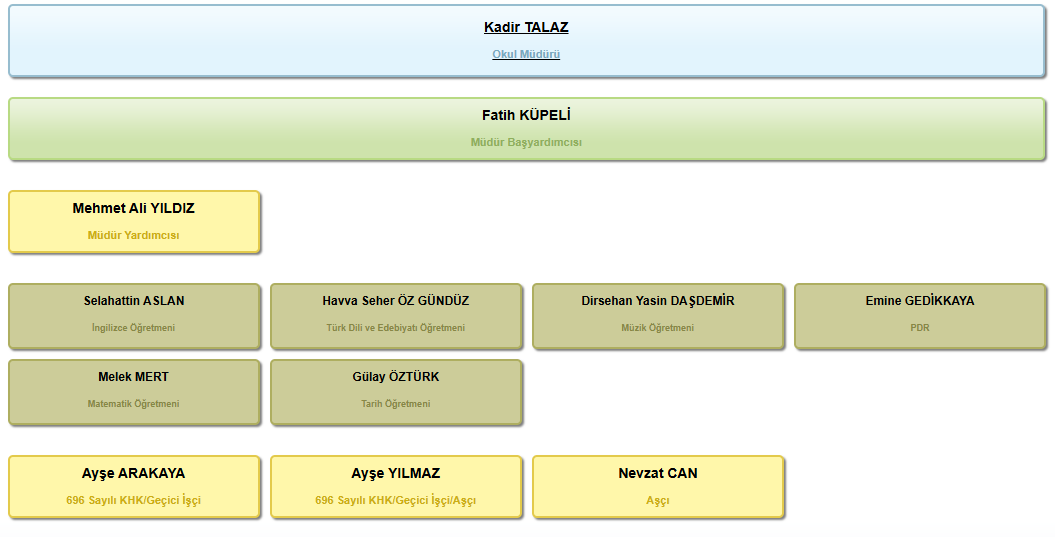 Kadir TALAZ
Okul Müdürü
Fatih KÜPELİ
Müdür Başyardımcısı
Mehmet Ali YILDIZ
Müdür Yardımcısı
Selahattin ASLAN
İngilizce Öğretmeni
Havva Seher ÖZ GÜNDÜZ
Türk Dili ve Edebiyatı Öğretmeni
Dirsehan Yasin DAŞDEMİR
Müzik Öğretmeni
Emine GEDİKKAYA
PDR
Melek MERT
Matematik Öğretmeni
Gülay ÖZTÜRK
Tarih Öğretmeni
Ayşe ARAKAYA
696 Sayılı KHK/Geçici İşçi
Ayşe YILMAZ
696 Sayılı KHK/Geçici İşçi/Aşçı
Nevzat CAN
Aşçı